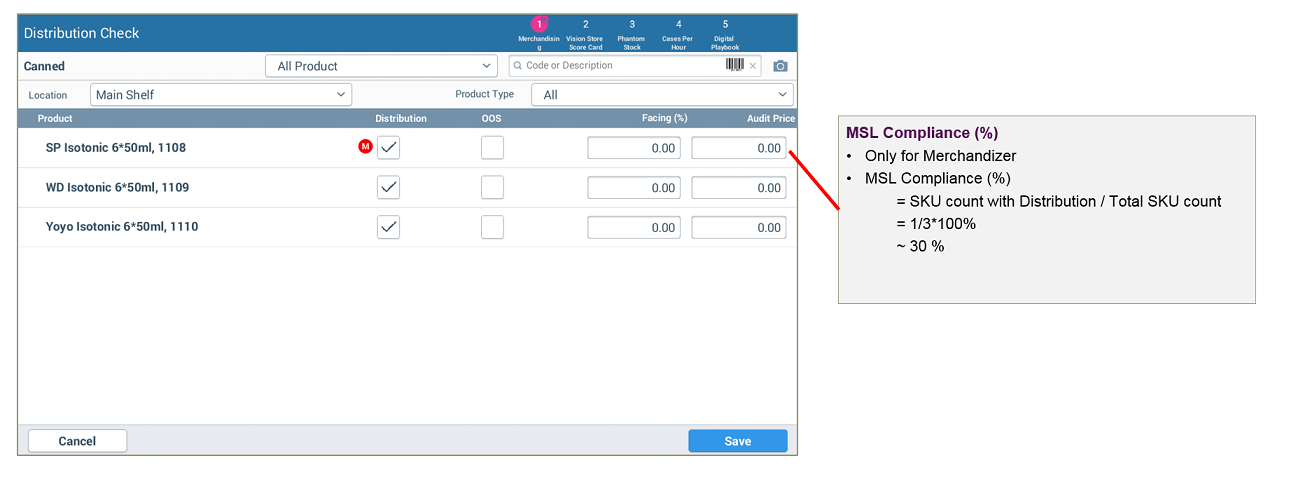 Distribution Check
1 2 3 4 5
Merchandisin Vision Store Phantom Cases Per Digital
g Score Card Stock Hour Playbook
Canned All Product Code or Description
Location Main Shelf Product Type All
Product Distribution OOS Facing (%) Audit Price
SP Isotonic 6*50ml, 1108 M 0.00 0.00
WD Isotonic 6*50ml, 1109 0.00 0.00
Yoyo Isotonic 6*50ml, 1110 0.00 0.00
Cancel Save
MSL Compliance (%)
• Only for Merchandizer
• MSL Compliance (%)
= SKU count with Distribution / Total SKU count
= 1/3*100%
~ 30 %